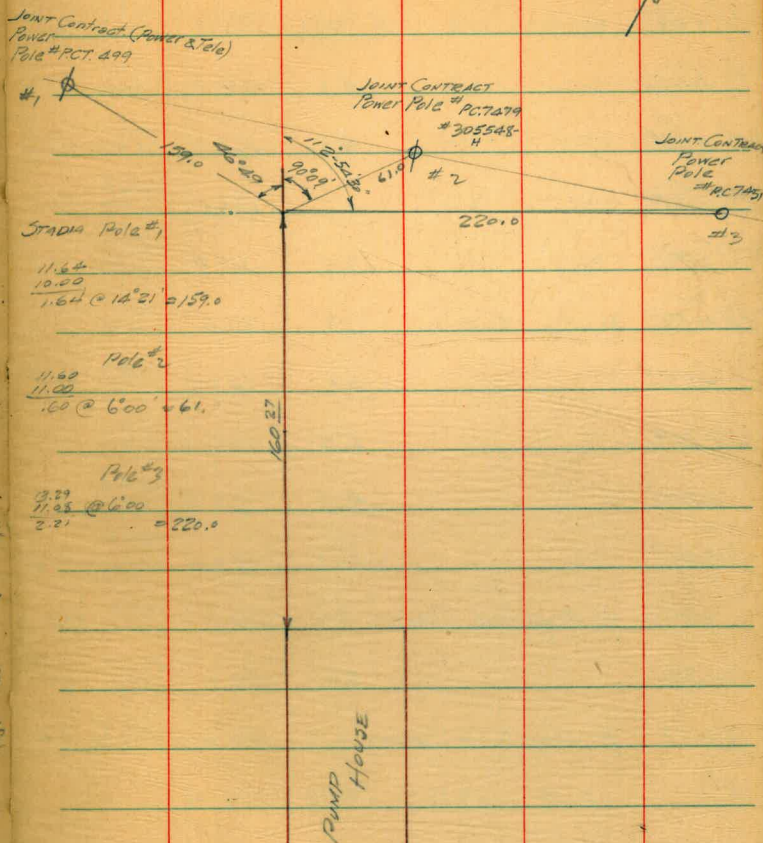 JOINT Contract (Power & Tele)
Power
Pole # P.C.T. 499
#1
JOINT CONTRACT
Power Pole # P.C. 7479
# 305548-
H
JOINT CONTRACT
Power
Pole
# P.C. 7451
159.0
46° 49'
90° 09'
112°-54'30"
61.0
#2
220.0
#3
STADIA Pole #1
11.64
10.00
1.64 @ 14° 21' = 159.0
Pole #2
11.60
11.00
.60 @ 6° 00' = 61.
Pole #3
13.29
11.08 @ 6° 00
2.21 = 220.0
160.27
PUMP
HOUSE